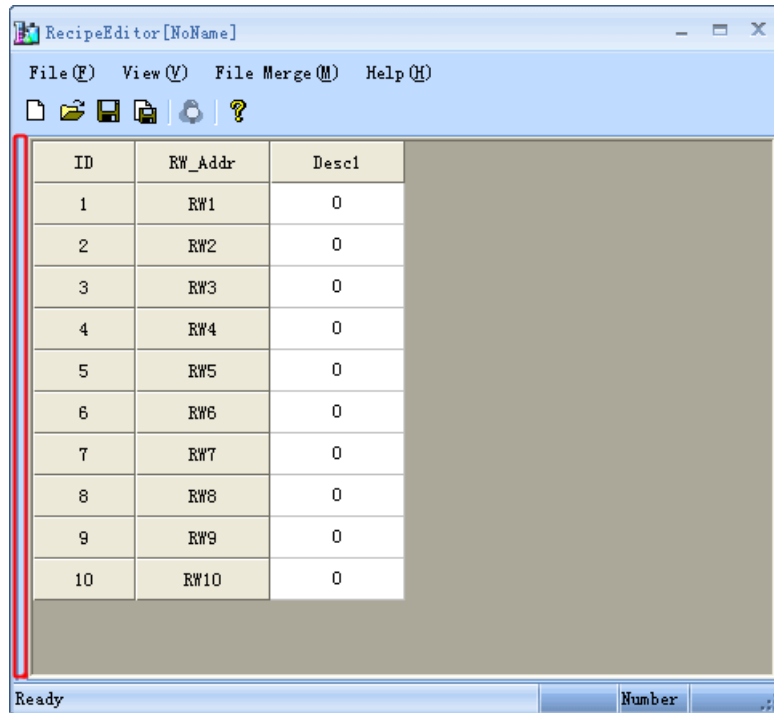 RecipeEditor[NoName]
File(F) View(V) File Merge(M) Help(H)
ID RW_Addr Desc1
1 RW1 0
2 RW2 0
3 RW3 0
4 RW4 0
5 RW5 0
6 RW6 0
7 RW7 0
8 RW8 0
9 RW9 0
10 RW10 0
Ready Number